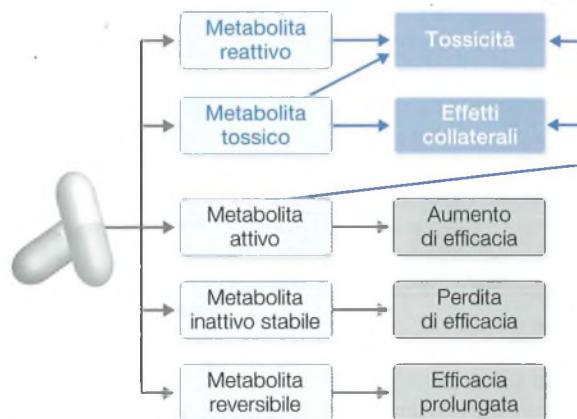 Metabolita
reattivo
Tossicità
Metabolita
tossico
Effetti
collaterali
Metabolita
attivo
Aumento
di efficacia
Metabolita
inattivo stabile
Perdita
di efficacia
Metabolita
reversibile
Efficacia
prolungata